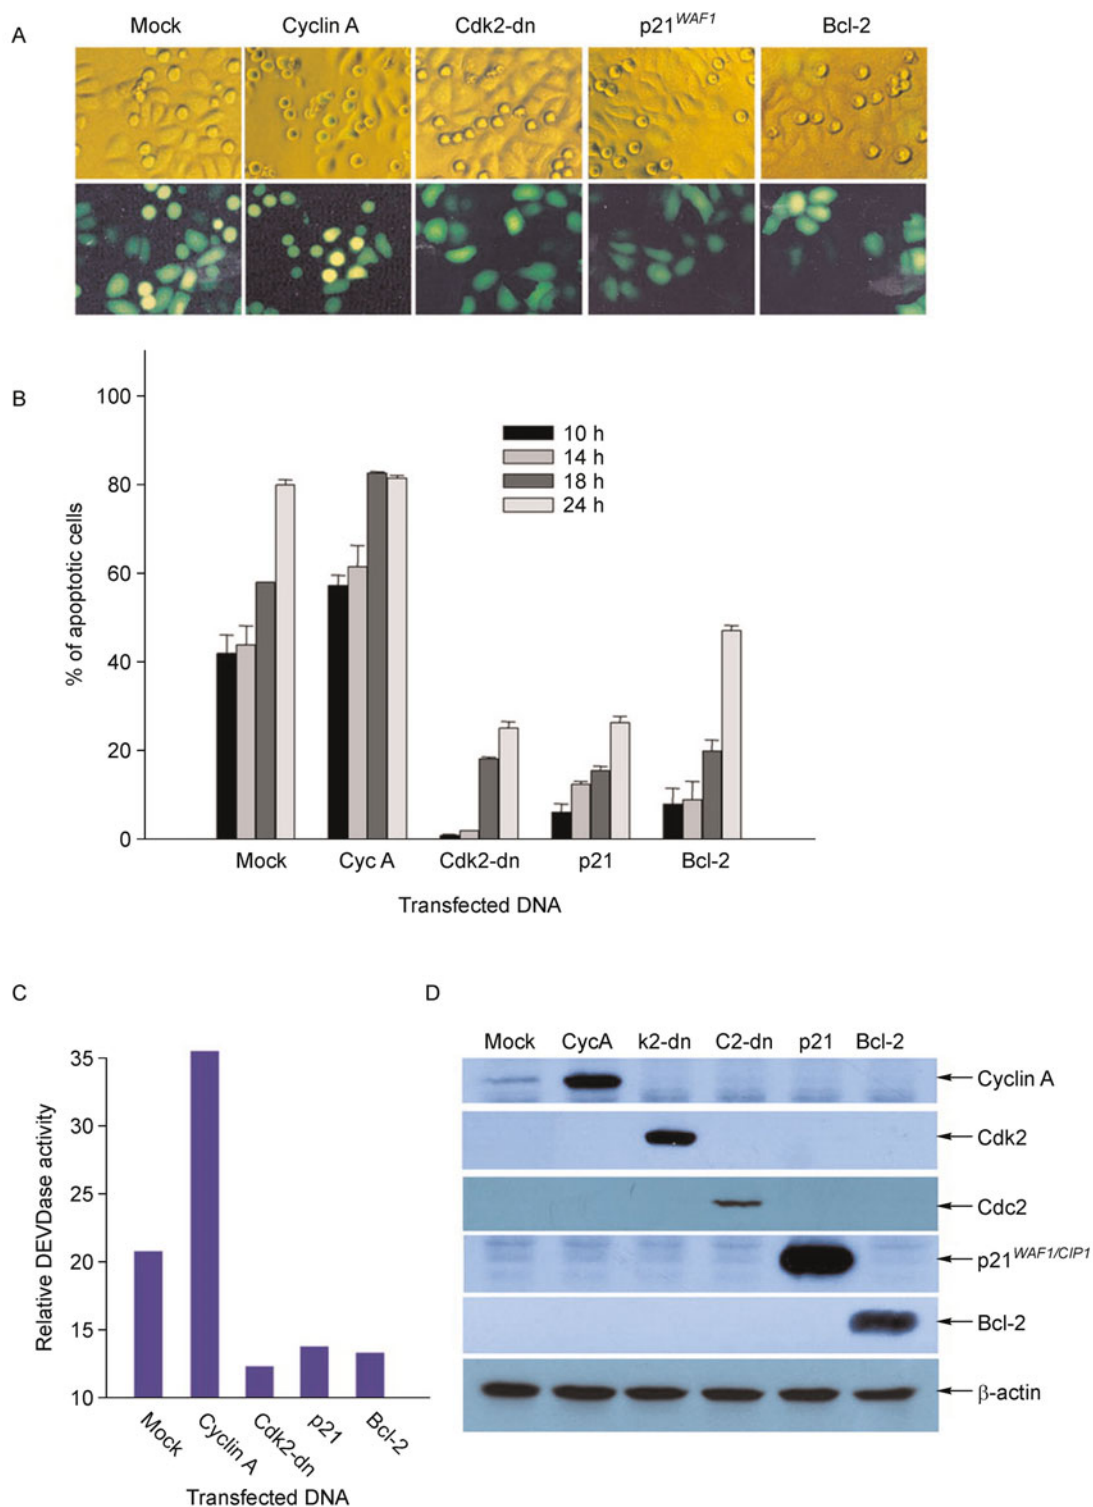 A
Mock
Cyclin A
Cdk2-dn
p21WAF1
Bcl-2
B
% of apoptotic cells
100
80
60
40
20
0
10 h
14 h
18 h
24 h
Mock
Cyc A
Cdk2-dn
p21
Bcl-2
Transfected DNA
C
Relative DEVDase activity
35
30
25
20
15
10
Mock
Cyclin A
Cdk2-dn
p21
Bcl-2
Transfected DNA
D
Mock
CycA
k2-dn
C2-dn
p21
Bcl-2
Cyclin A
Cdk2
Cdc2
p21WAF1/CIP1
Bcl-2
β-actin